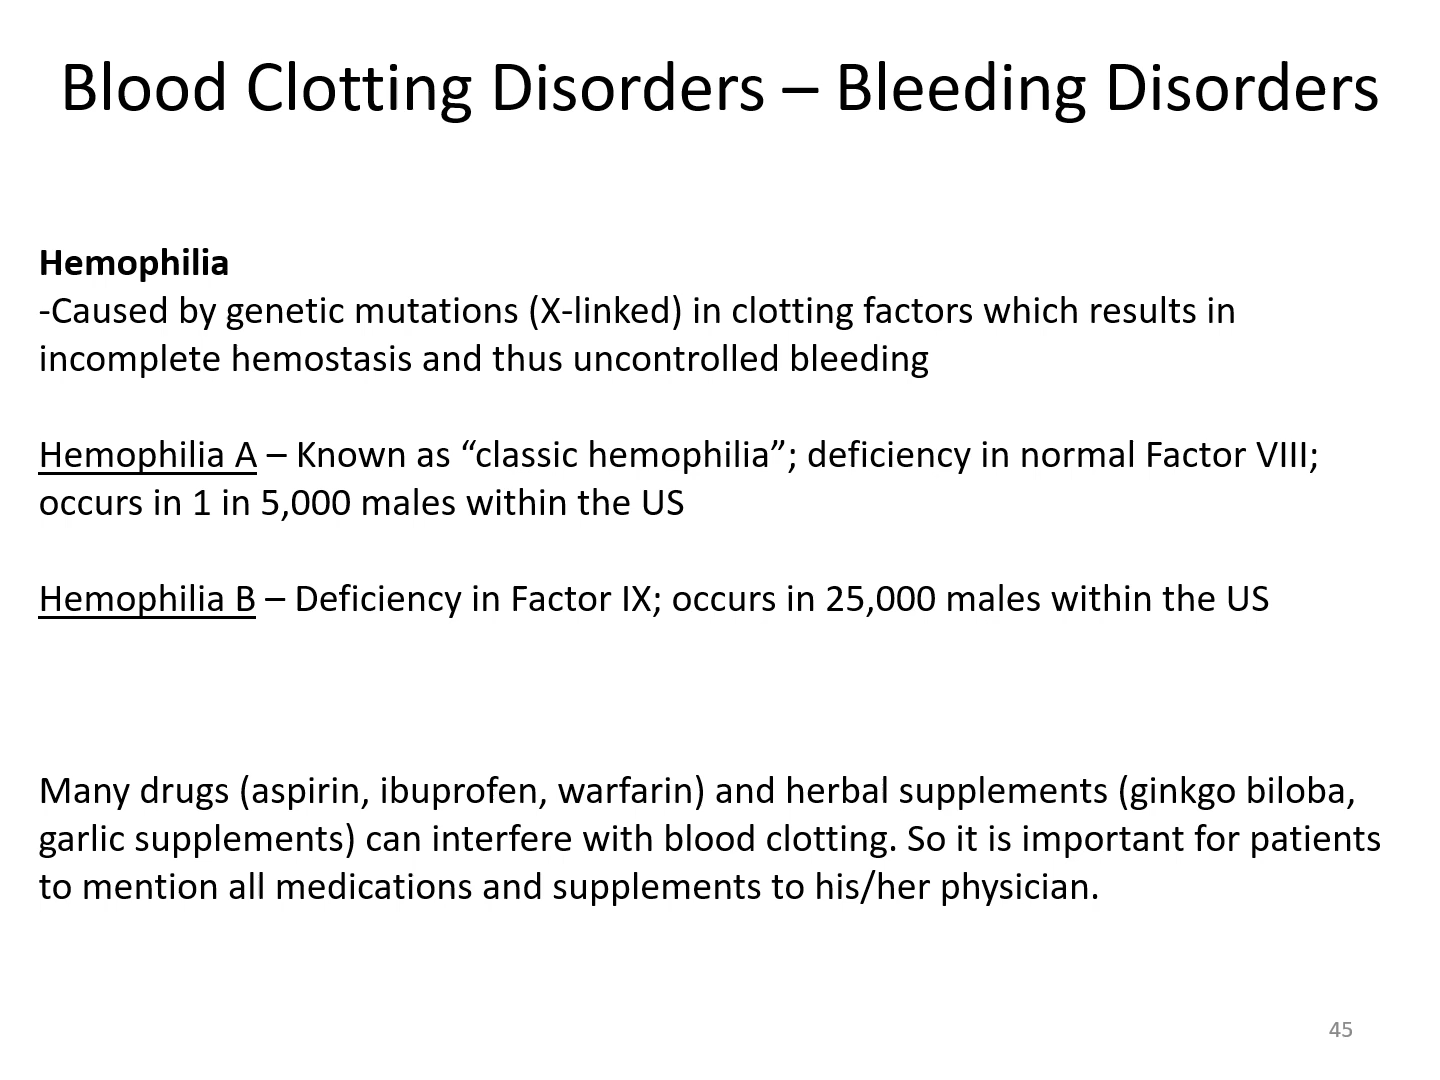 Blood Clotting Disorders – Bleeding Disorders
Hemophilia
-Caused by genetic mutations (X-linked) in clotting factors which results in
incomplete hemostasis and thus uncontrolled bleeding
Hemophilia A – Known as “classic hemophilia”; deficiency in normal Factor VIII;
occurs in 1 in 5,000 males within the US
Hemophilia B – Deficiency in Factor IX; occurs in 25,000 males within the US
Many drugs (aspirin, ibuprofen, warfarin) and herbal supplements (ginkgo biloba,
garlic supplements) can interfere with blood clotting. So it is important for patients
to mention all medications and supplements to his/her physician.
45